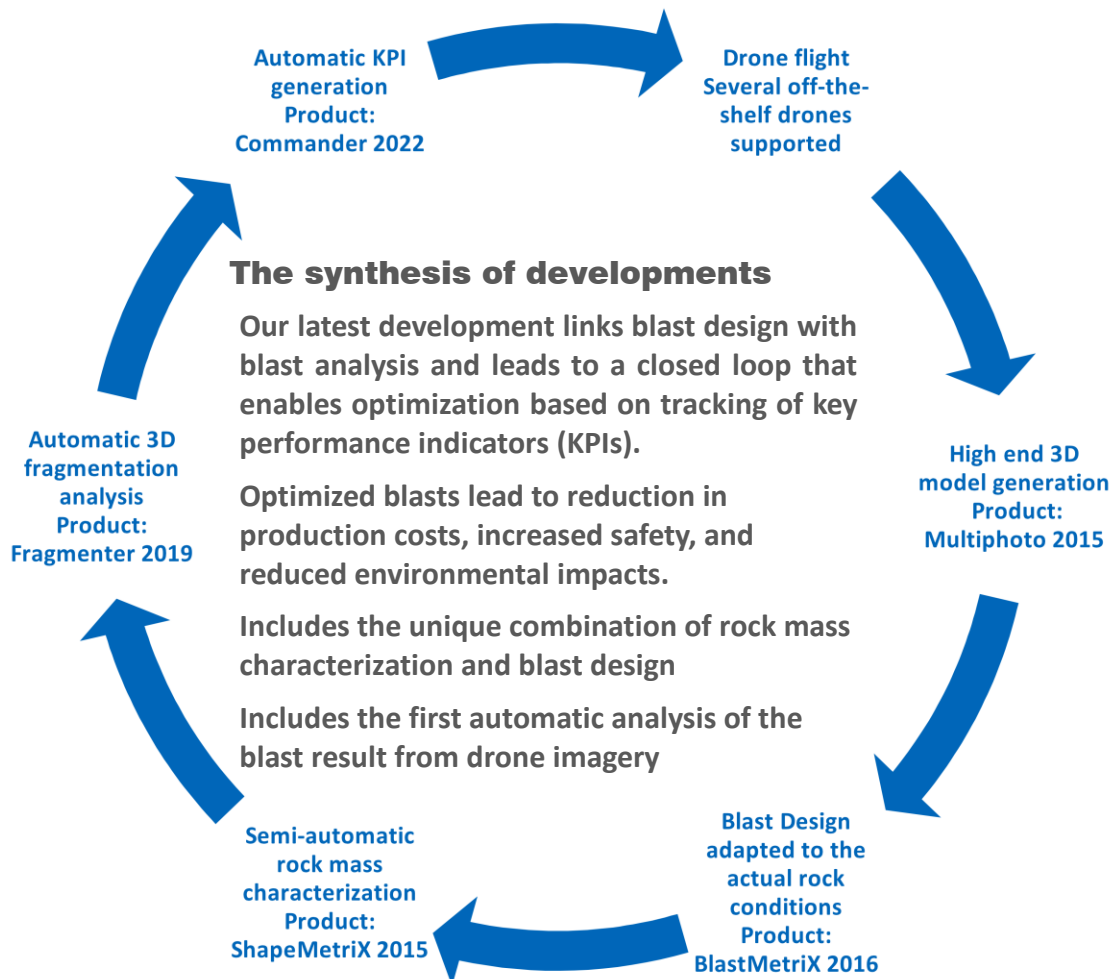 Automatic KPI
generation
Product:
Commander 2022
Drone flight
Several off-the-
shelf drones
supported
The synthesis of developments
Our latest development links blast design with
blast analysis and leads to a closed loop that
enables optimization based on tracking of key
performance indicators (KPIs).
Optimized blasts lead to reduction in
production costs, increased safety, and
reduced environmental impacts.
Includes the unique combination of rock mass
characterization and blast design
Includes the first automatic analysis of the
blast result from drone imagery
Automatic 3D
fragmentation
analysis
Product:
Fragmenter 2019
High end 3D
model generation
Product:
Multiphoto 2015
Semi-automatic
rock mass
characterization
Product:
ShapeMetriX 2015
Blast Design
adapted to the
actual rock
conditions
Product:
BlastMetriX 2016